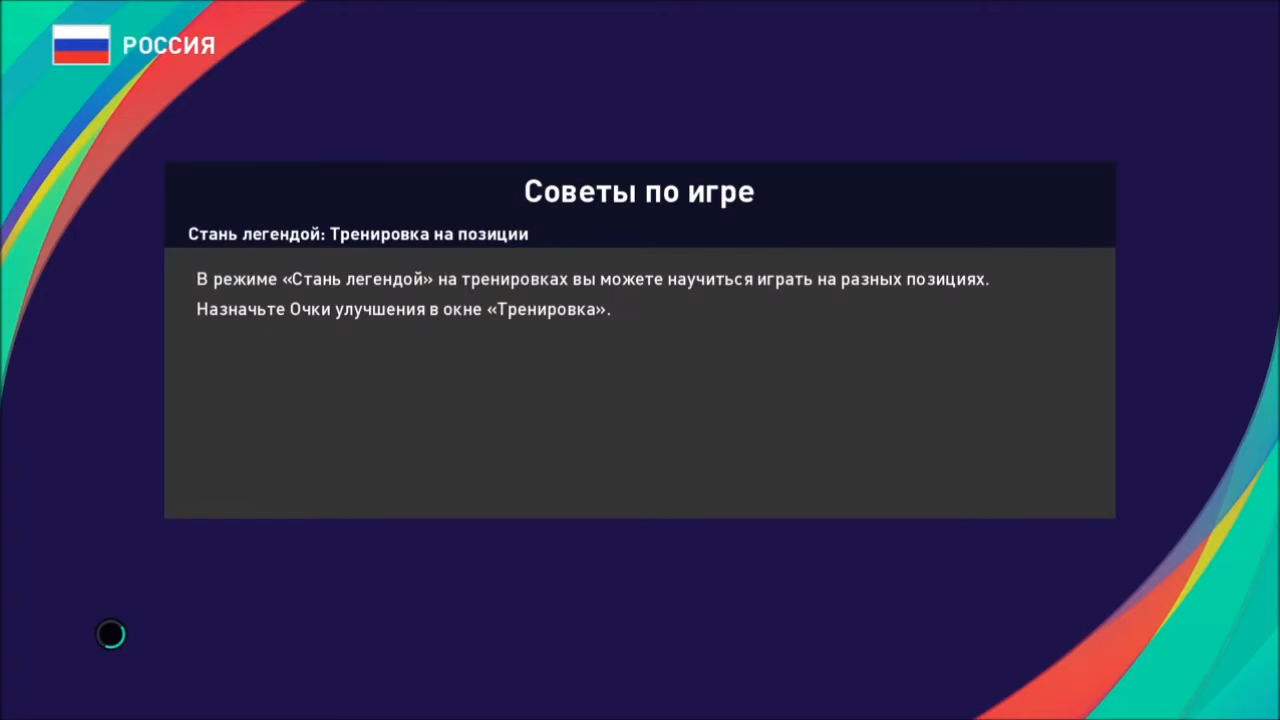 РОССИЯ
Советы по игре
Стань легендой: Тренировка на позиции
В режиме «Стань легендой» на тренировках вы можете научиться играть на разных позициях.
Назначьте Очки улучшения в окне «Тренировка».